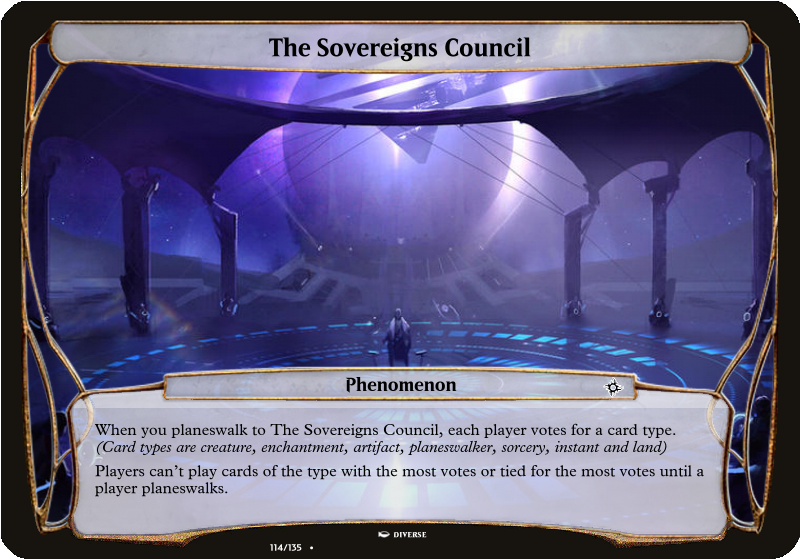 The Sovereigns Council
Phenomenon
When you planeswalk to The Sovereigns Council, each player votes for a card type.
(Card types are creature, enchantment, artifact, planeswalker, sorcery, instant and land)
Players can't play cards of the type with the most votes or tied for the most votes until a
player planeswalks.
DIVERSE
114/135 •